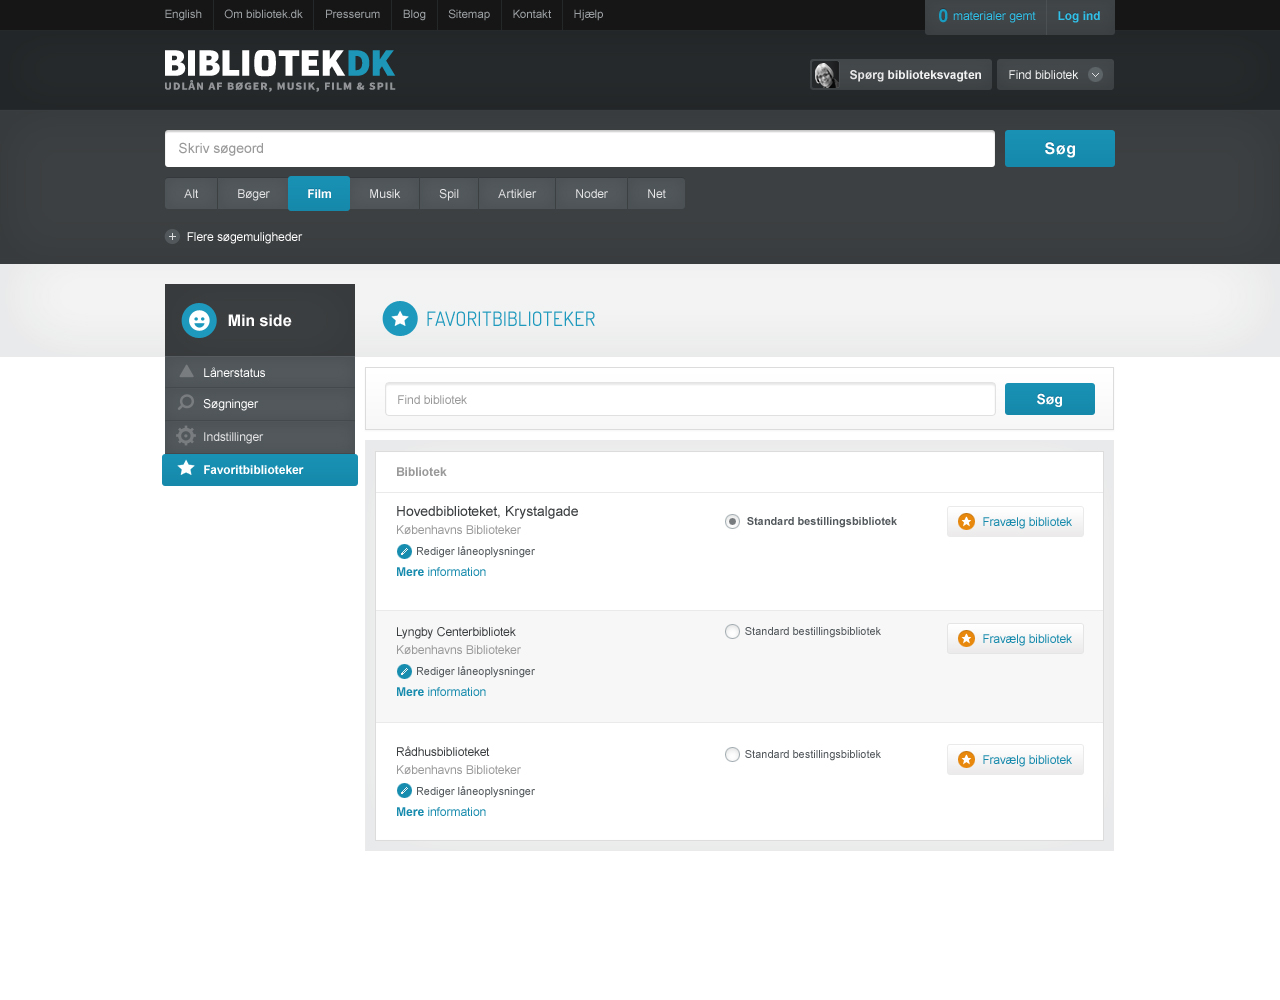 English Om bibliotek.dk Presserum Blog Sitemap Kontakt Hjælp 0 materialer gemt Log ind
BIBLIOTEKDK
UDLÅN AF BØGER, MUSIK, FILM & SPIL
Spørg biblioteksvagten Find bibliotek
Skriv søgeord Søg
Alt Bøger Film Musik Spil Artikler Noder Net
Flere søgemuligheder
Min side
FAVORITBIBLIOTEKER
Lånerstatus
Søgninger
Indstillinger
Favoritbiblioteker
Find bibliotek Søg
Bibliotek
Hovedbiblioteket, Krystalgade
Københavns Biblioteker
Rediger låneoplysninger
Mere information
Standard bestillingsbibliotek
Fravælg bibliotek
Lyngby Centerbibliotek
Københavns Biblioteker
Rediger låneoplysninger
Mere information
Standard bestillingsbibliotek
Fravælg bibliotek
Rådhusbiblioteket
Københavns Biblioteker
Rediger låneoplysninger
Mere information
Standard bestillingsbibliotek
Fravælg bibliotek